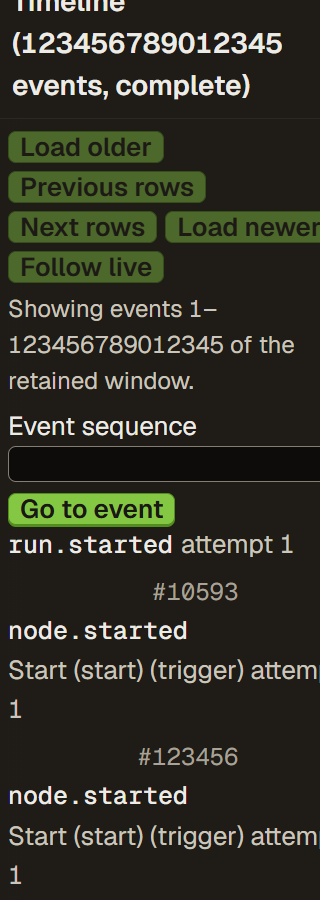 Timeline
(123456789012345
events, complete)
Load older
Previous rows
Next rows Load newer
Follow live
Showing events 1–
123456789012345 of the
retained window.
Event sequence
Go to event
run.started attempt 1
#10593
node.started
Start (start) (trigger) attemp
1
#123456
node.started
Start (start) (trigger) attemp
1